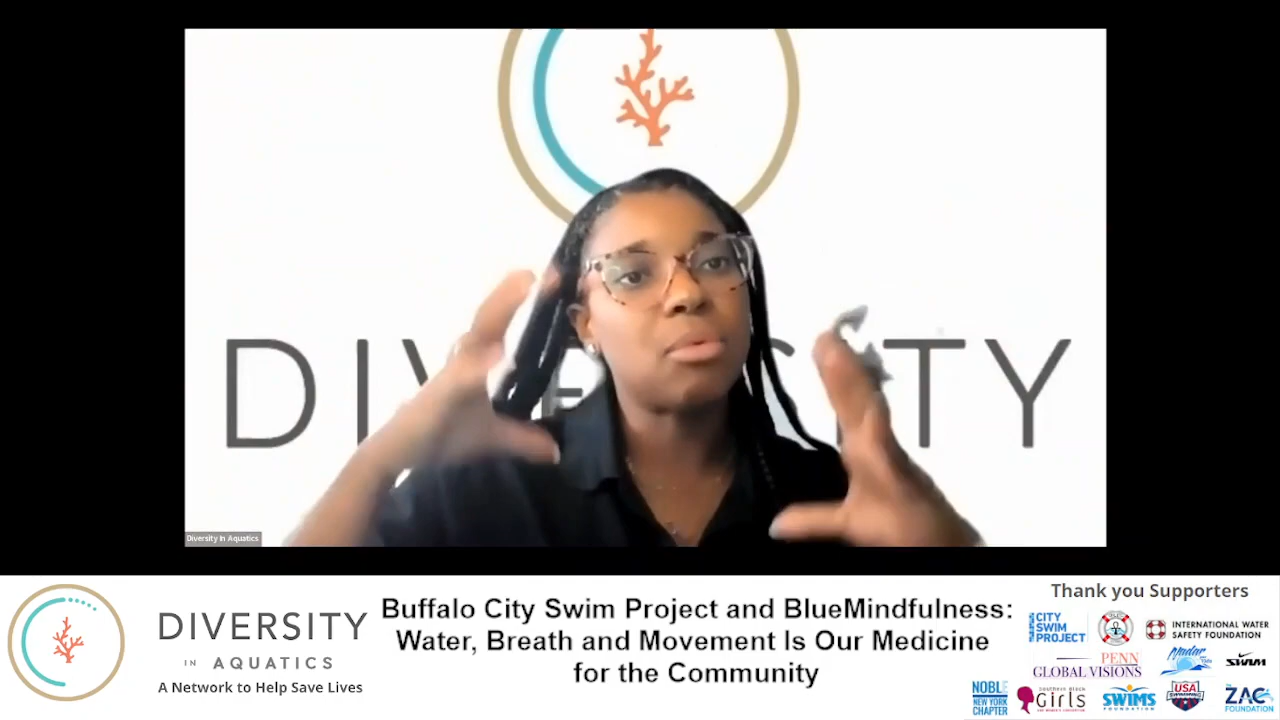 DIVERSITY
Diversity In Aquatics
DIVERSITY
IN AQUATICS
A Network to Help Save Lives
Buffalo City Swim Project and BlueMindfulness:
Water, Breath and Movement Is Our Medicine
for the Community
Thank you Supporters
CITY
SWIM
PROJECT
INTERNATIONAL WATER
SAFETY FOUNDATION
PENN
GLOBAL VISIONS
SWIM
NOBLE
NEW YORK
CHAPTER
Girls
SWIMS
FOUNDATION
USA
SWIMMING
ZAC
FOUNDATION